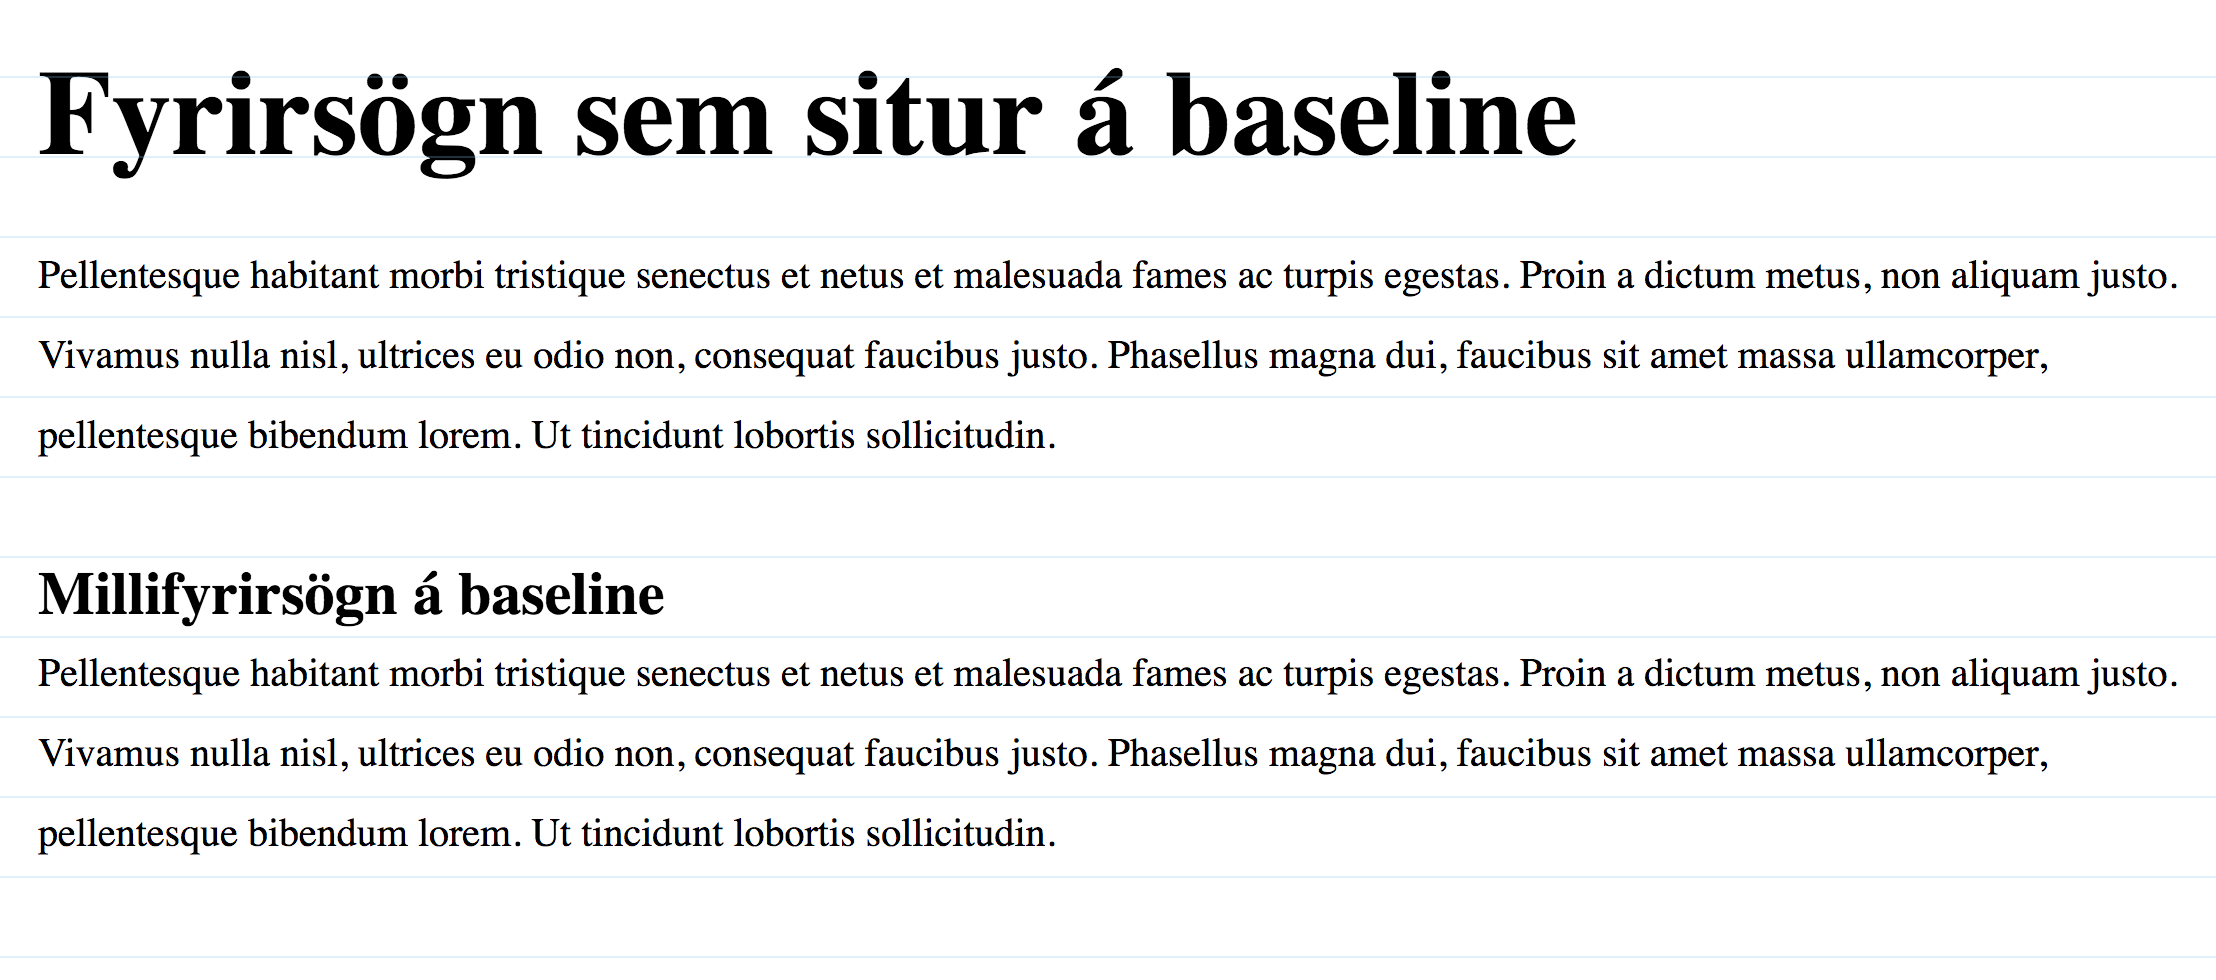 Fyrirsögn sem situr á baseline
Pellentesque habitant morbi tristique senectus et netus et malesuada fames ac turpis egestas. Proin a dictum metus, non aliquam justo.
Vivamus nulla nisl, ultrices eu odio non, consequat faucibus justo. Phasellus magna dui, faucibus sit amet massa ullamcorper,
pellentesque bibendum lorem. Ut tincidunt lobortis sollicitudin.
Millifyrirsögn á baseline
Pellentesque habitant morbi tristique senectus et netus et malesuada fames ac turpis egestas. Proin a dictum metus, non aliquam justo.
Vivamus nulla nisl, ultrices eu odio non, consequat faucibus justo. Phasellus magna dui, faucibus sit amet massa ullamcorper,
pellentesque bibendum lorem. Ut tincidunt lobortis sollicitudin.